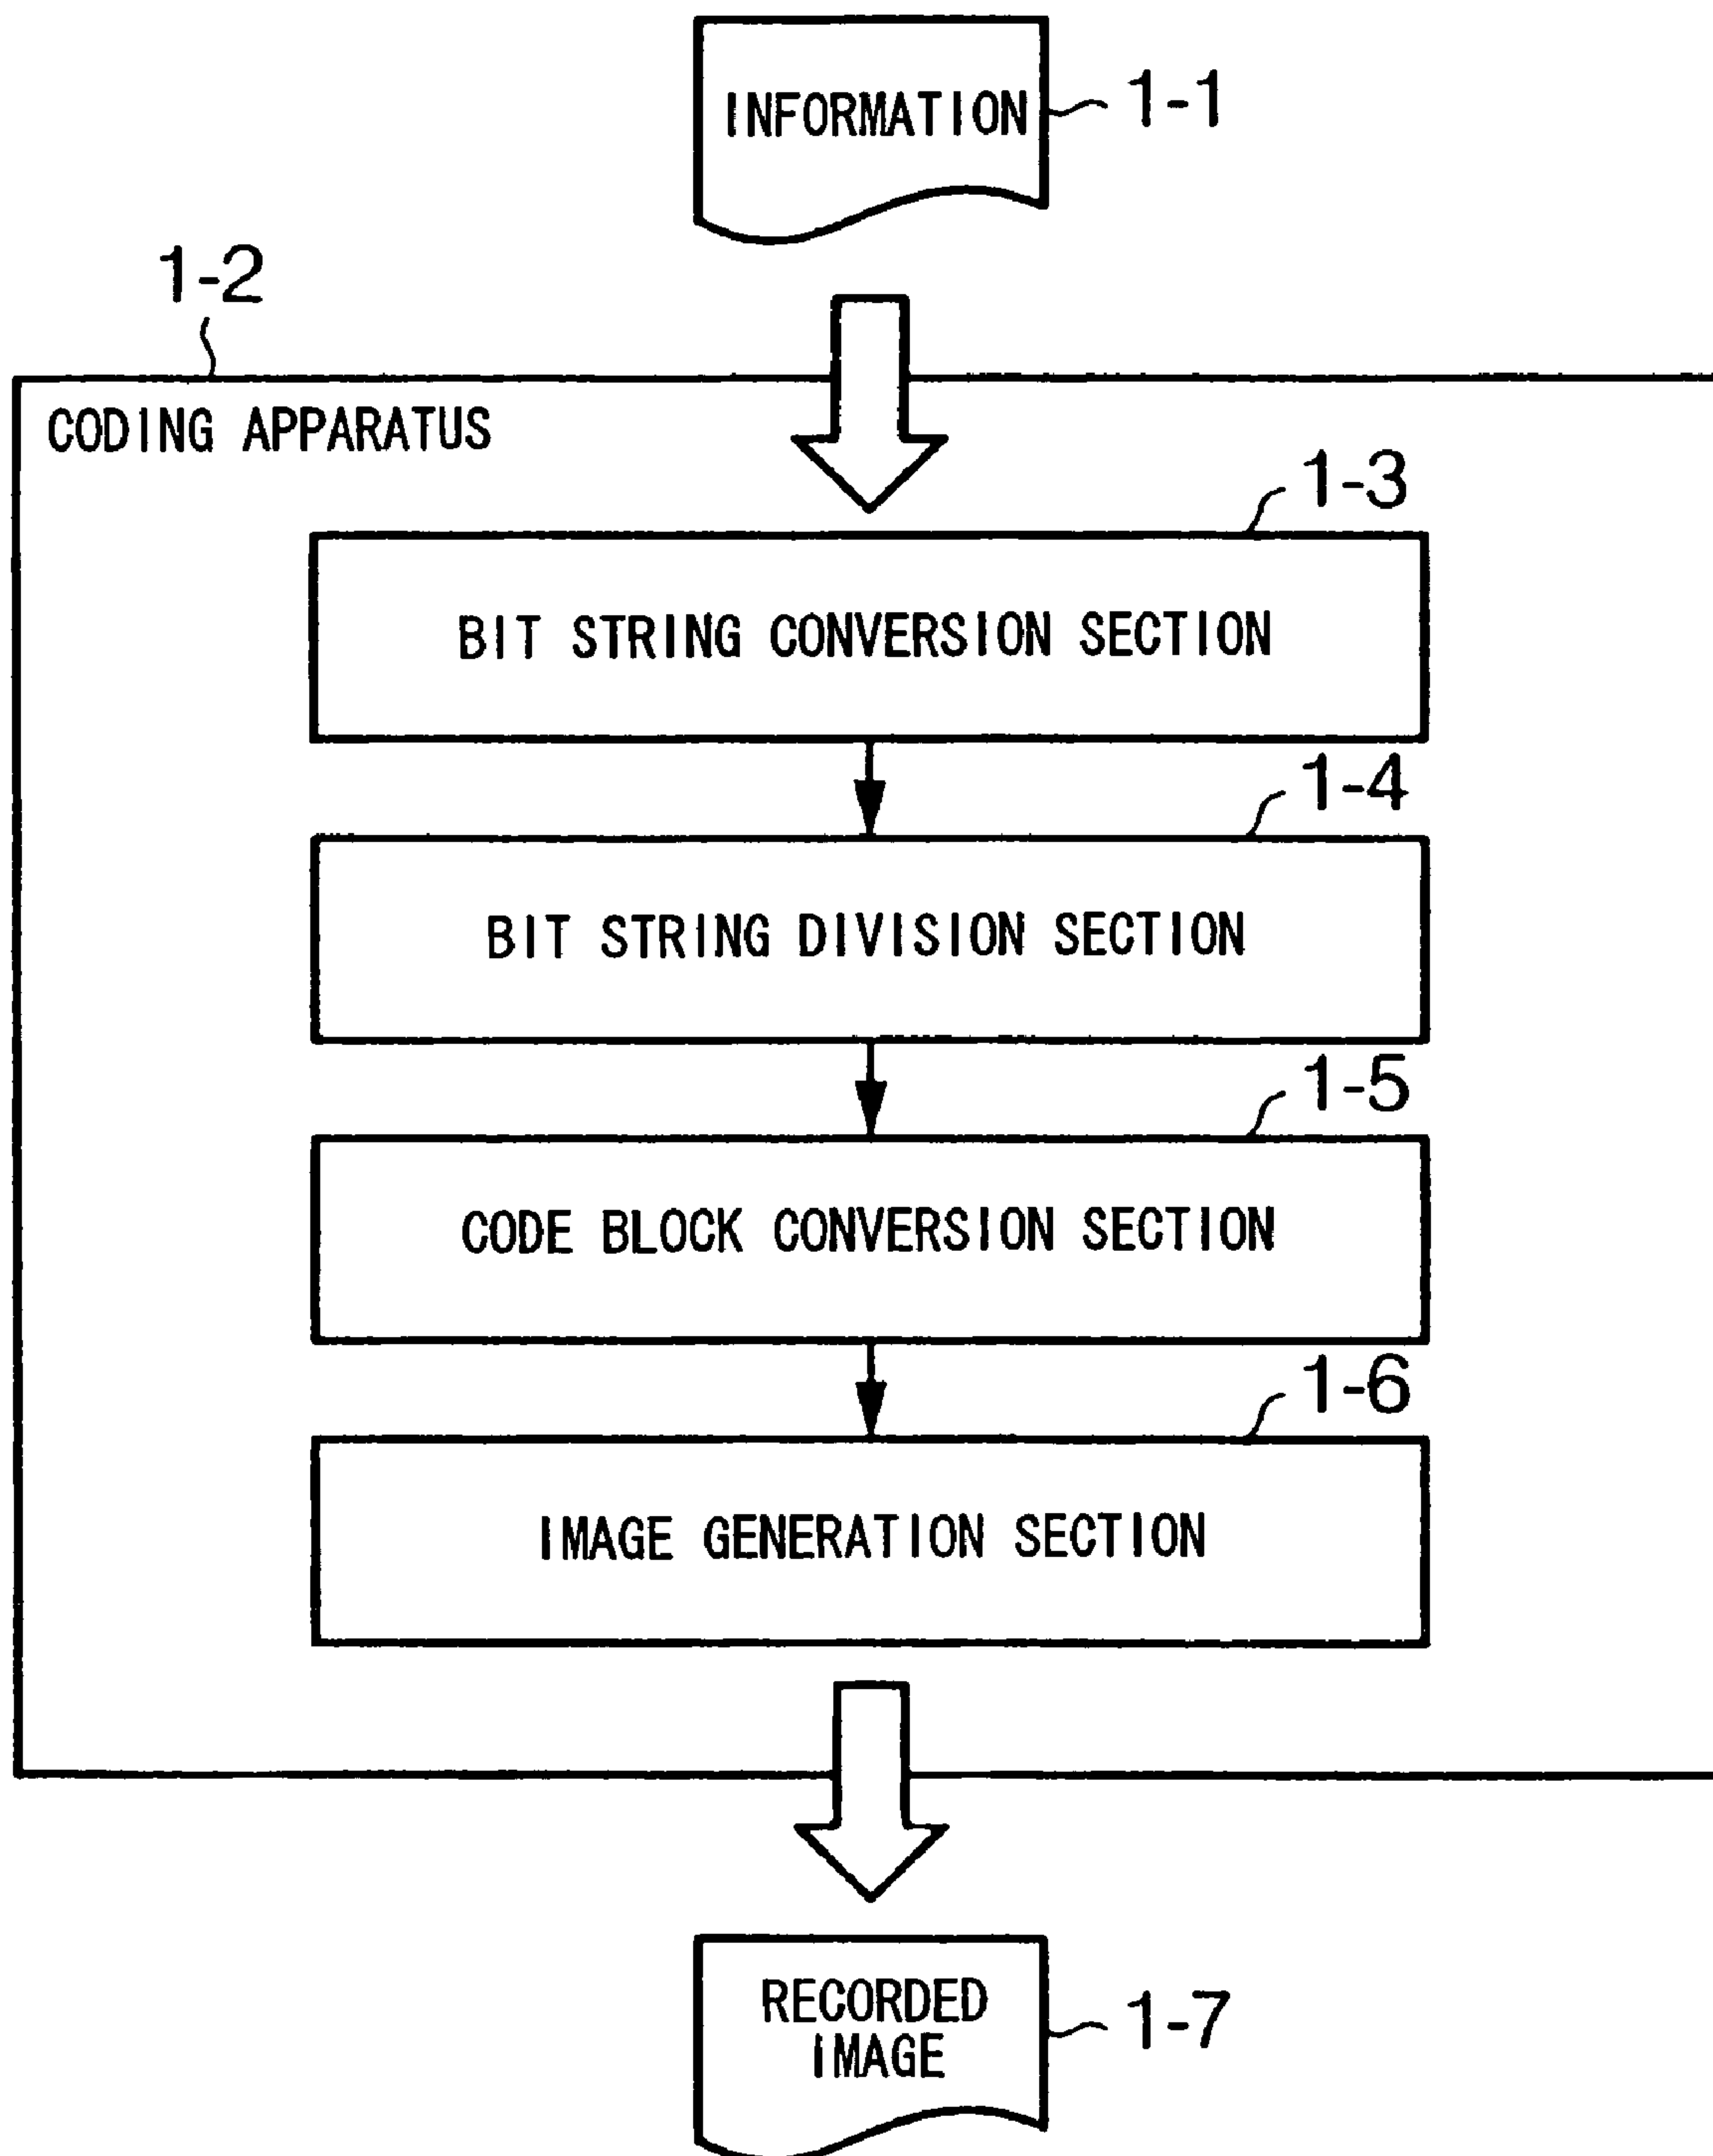 INFORMATION
1-1
1-2
CODING APPARATUS
1-3
BIT STRING CONVERSION SECTION
1-4
BIT STRING DIVISION SECTION
1-5
CODE BLOCK CONVERSION SECTION
1-6
IMAGE GENERATION SECTION
RECORDED
IMAGE
1-7